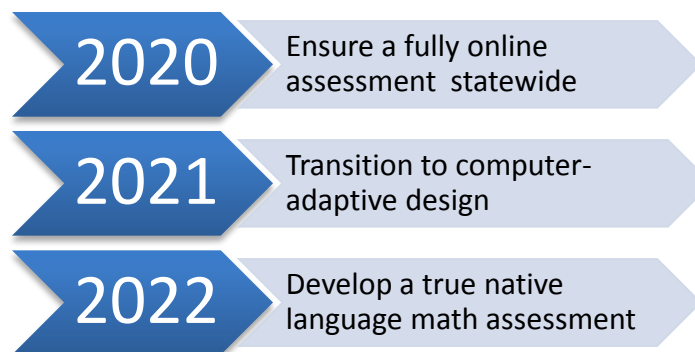 2020
Ensure a fully online
assessment statewide
2021
Transition to computer-
adaptive design
2022
Develop a true native
language math assessment